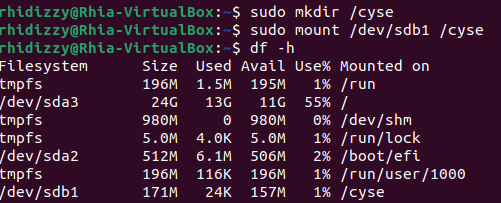 rhidizzy@Rhia-VirtualBox:~$ sudo mkdir /cyse
rhidizzy@Rhia-VirtualBox:~$ sudo mount /dev/sdb1 /cyse
rhidizzy@Rhia-VirtualBox:~$ df -h
Filesystem      Size  Used Avail Use% Mounted on
tmpfs           196M  1.5M  195M   1% /run
/dev/sda3        24G   13G   11G  55% /
tmpfs           980M     0  980M   0% /dev/shm
tmpfs           5.0M  4.0K  5.0M   1% /run/lock
/dev/sda2       512M  6.1M  506M   2% /boot/efi
tmpfs           196M  116K  196M   1% /run/user/1000
/dev/sdb1       171M   24K  157M   1% /cyse